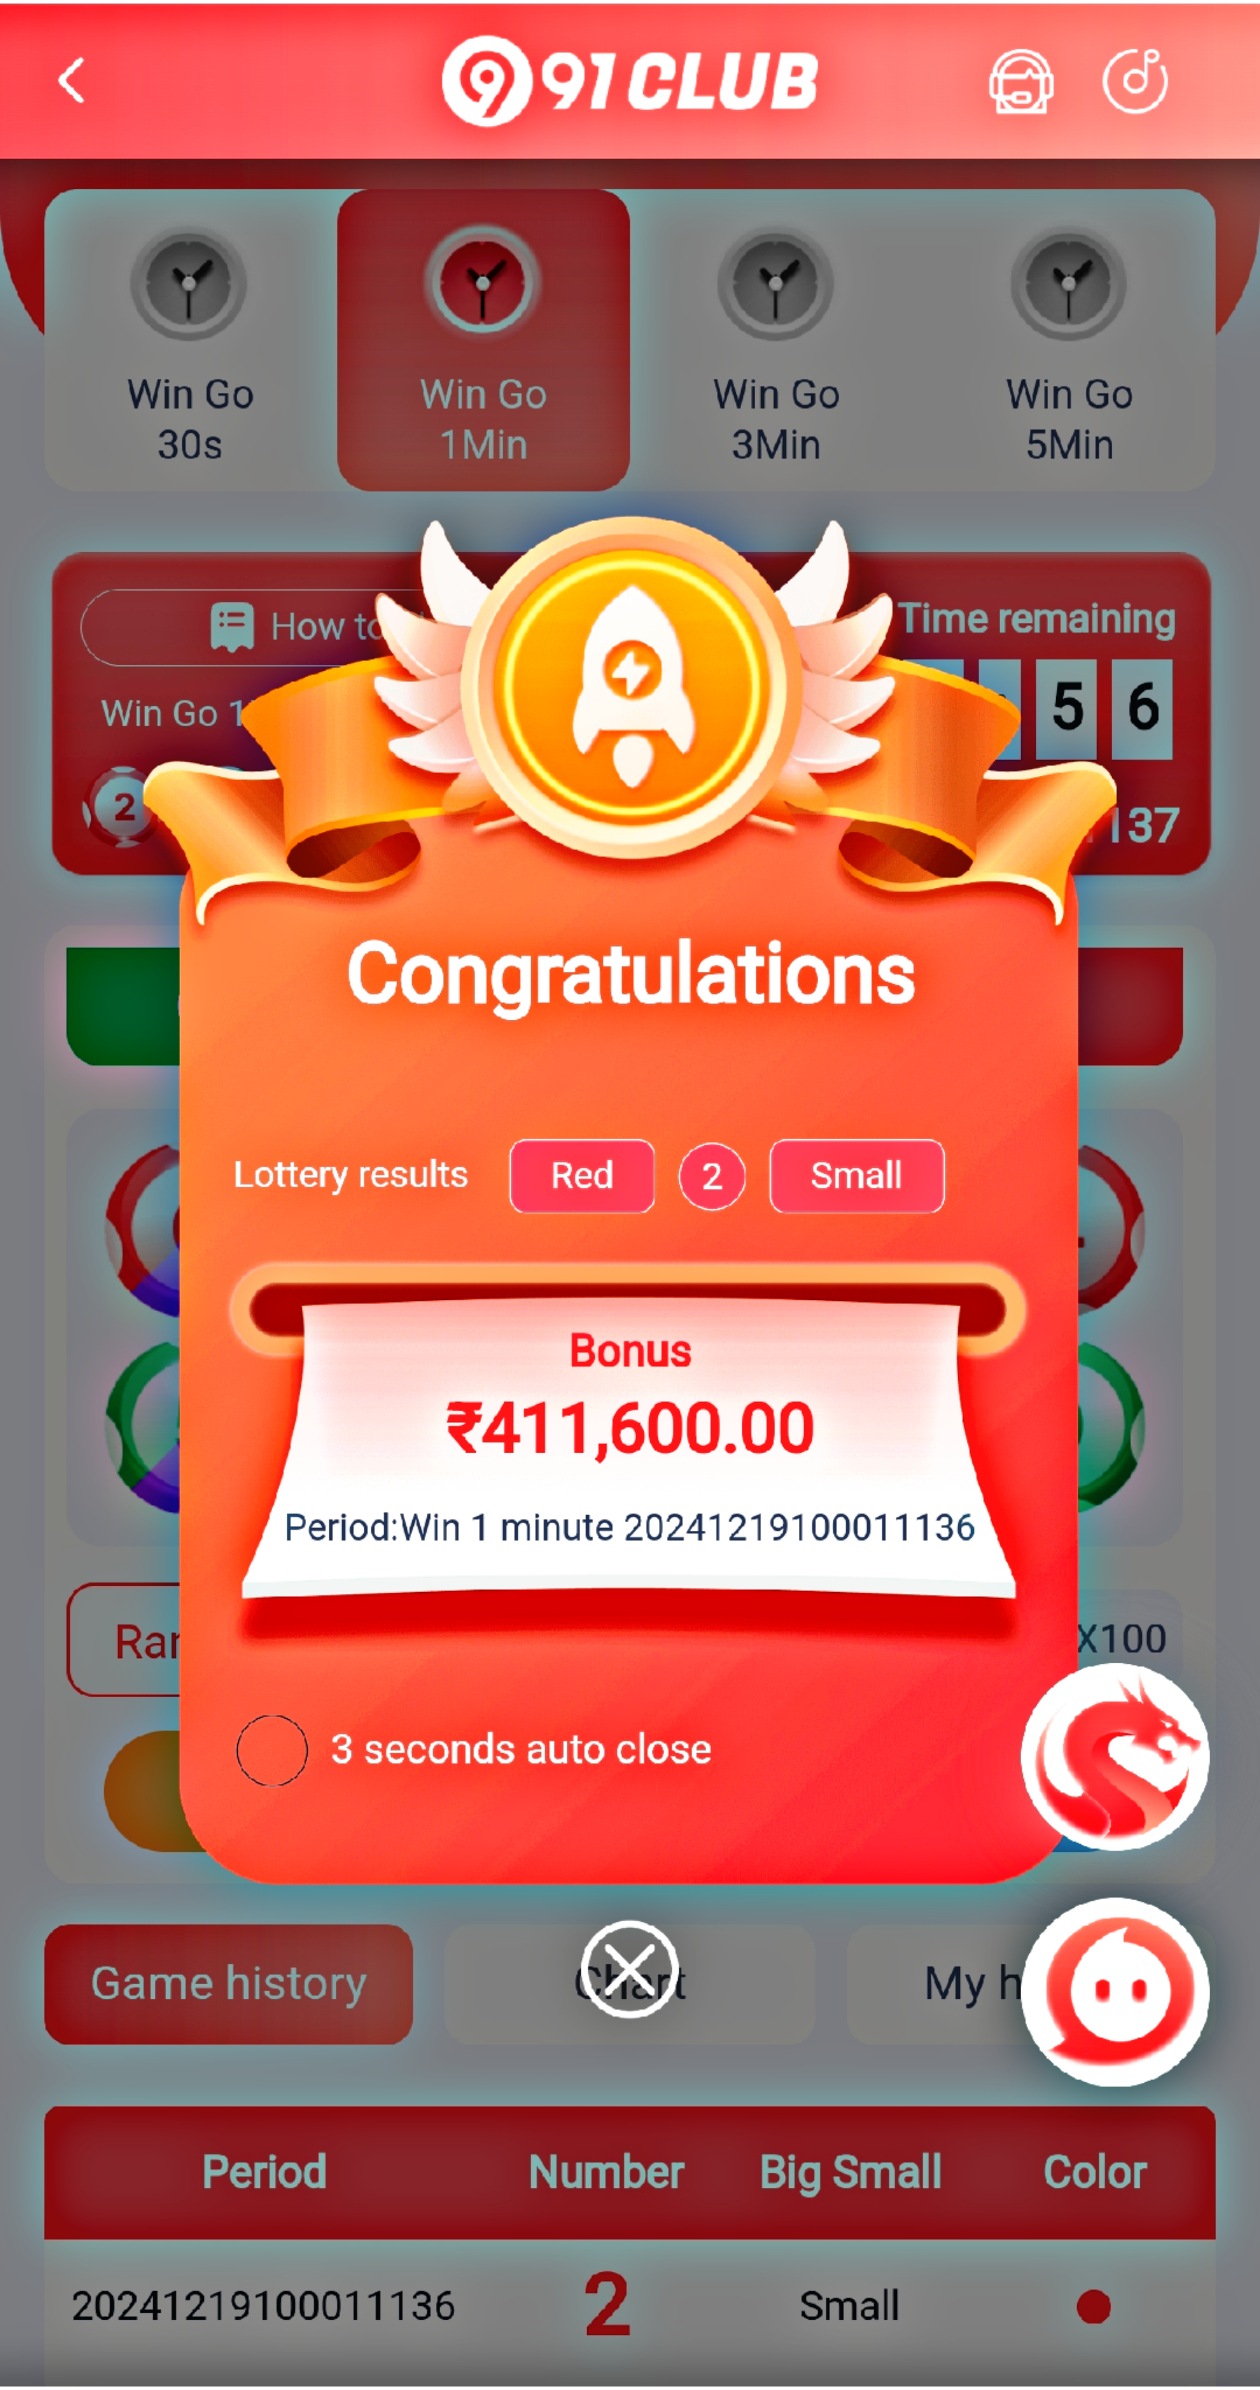 91 CLUB
Win Go
30s
Win Go
1Min
Win Go
3Min
Win Go
5Min
How to
Time remaining
5 6
Win Go 1
2
137
Congratulations
Lottery results Red 2 Small
Bonus
₹411,600.00
Period:Win 1 minute 20241219100011136
X100
3 seconds auto close
Game history
Chart
My h
Period Number Big Small Color
20241219100011136 2 Small